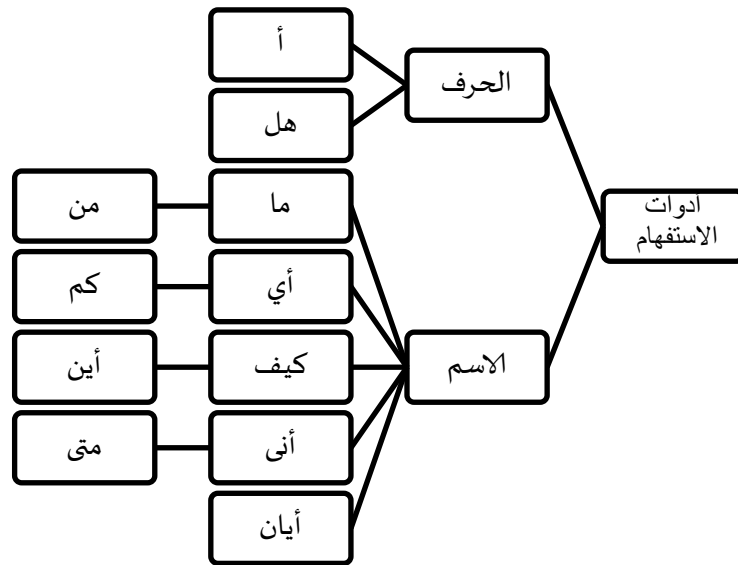 أدوات
الاستفهام
الحرف
أ
هل
الاسم
ما
من
أي
كم
كيف
أين
أنى
متى
أيان